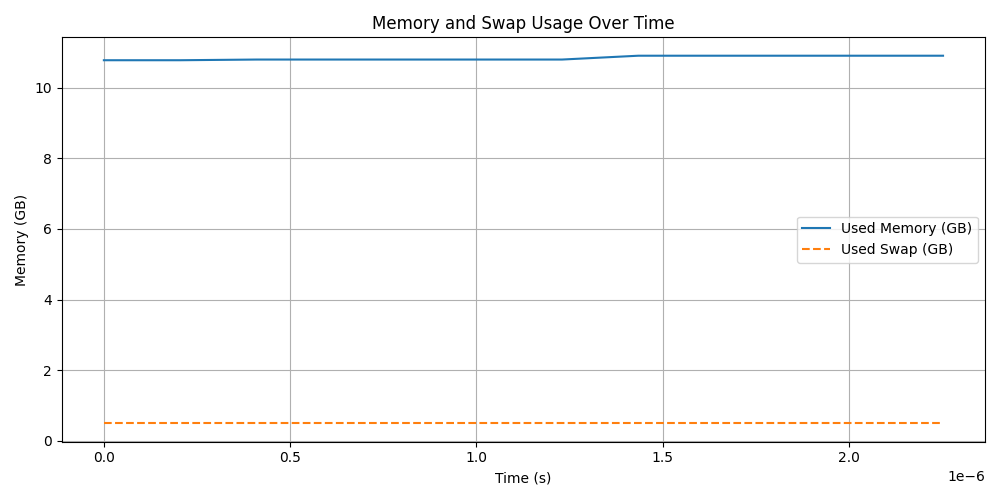 Memory and Swap Usage Over Time
Memory (GB)
10
8
6
4
2
0
Used Memory (GB)
Used Swap (GB)
0.0 0.5 1.0 1.5 2.0
1e−6
Time (s)